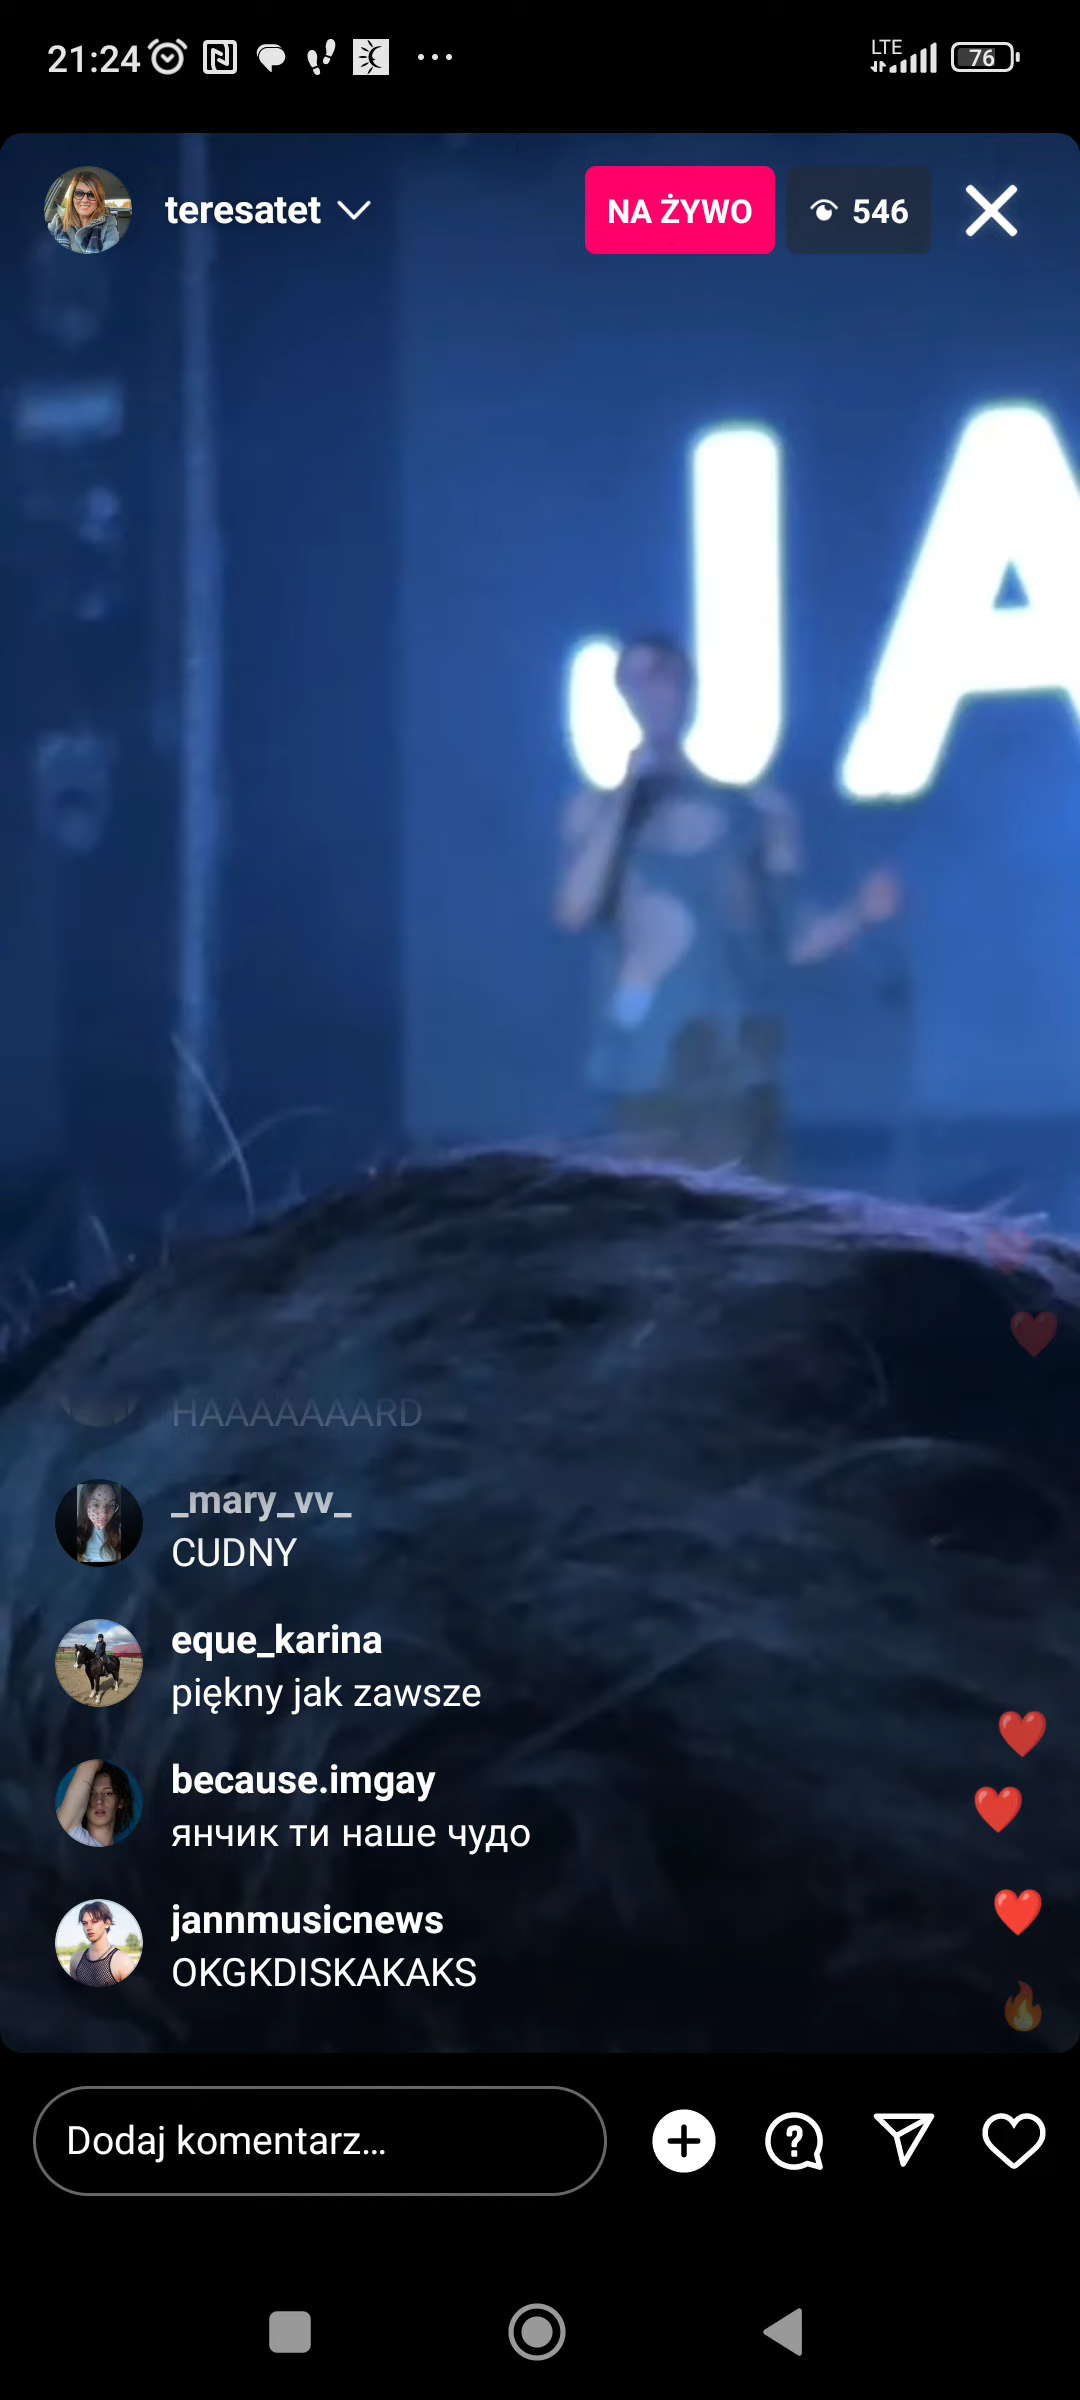 21:24
LTE
76
teresatet
NA ŻYWO
546
JA
HAAAAAAARD
_mary_vv_
CUDNY
eque_karina
piękny jak zawsze
because.imgay
янчик ти наше чудо
jannmusicnews
OKGKDISKAKAKS
Dodaj komentarz...